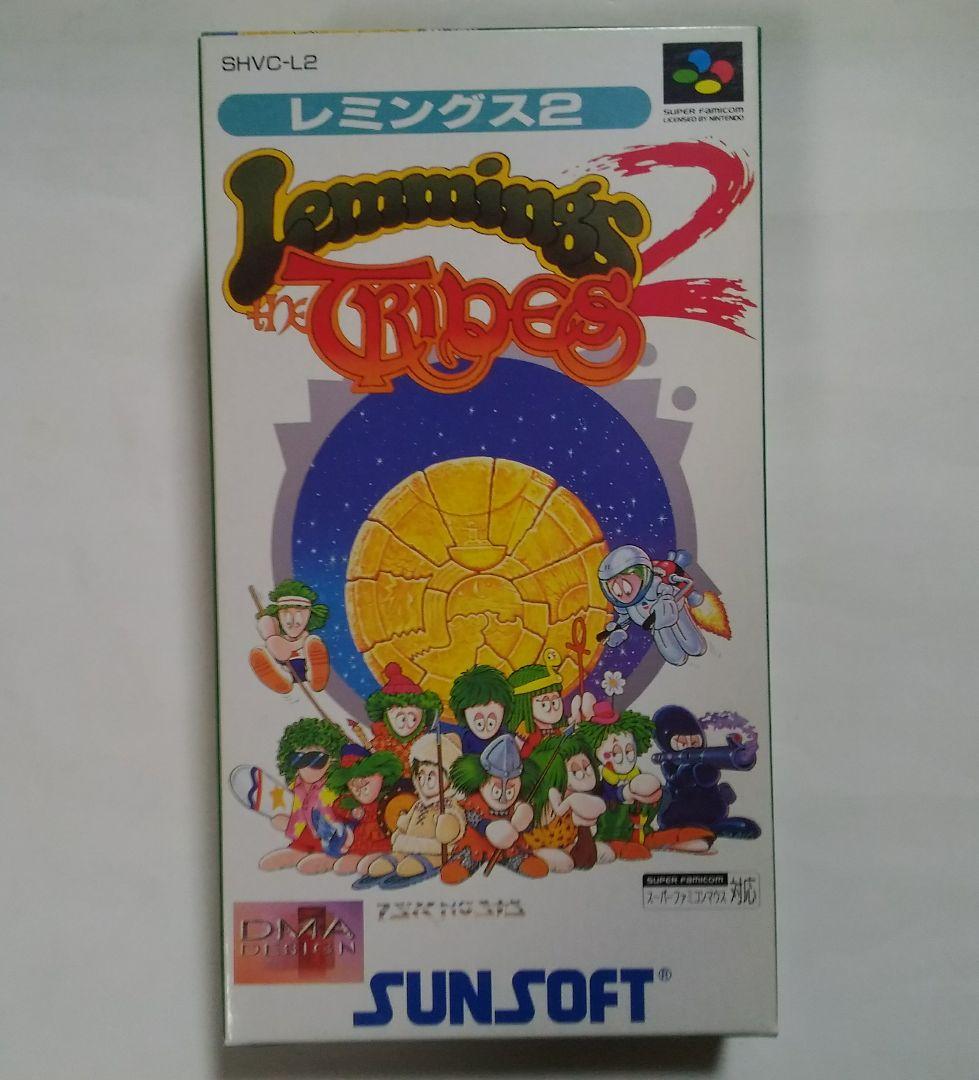 SHVC-L2
レミングス2
SUPER Famicom
LICENSED BY NINTENDO
Lemmings 2
the TRIBES
SUPER Famicom
スーパーファミコンマウス 対応
PSYGNOSIS
DMA
DESIGN
SUNSOFT®